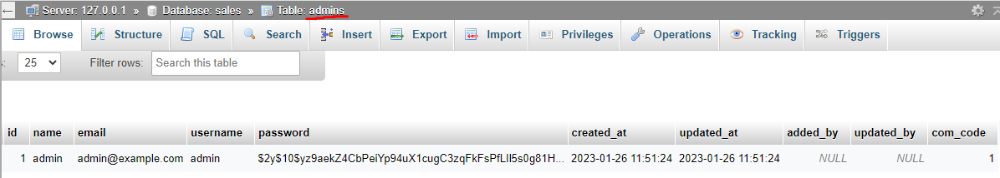 ← Server: 127.0.0.1 » Database: sales » Table: admins
Browse Structure SQL Search Insert Export Import Privileges Operations Tracking Triggers
s: 25 Filter rows: Search this table
id name email username password created_at updated_at added_by updated_by com_code
1 admin admin@example.com admin $2y$10$yz9aekZ4CbPeiYp94uX1cugC3zqFkFsPfLIl5s0g81H... 2023-01-26 11:51:24 2023-01-26 11:51:24 NULL NULL 1